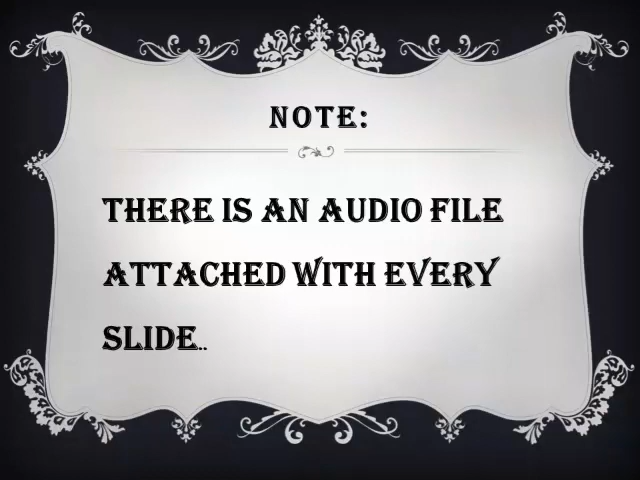 NOTE:
THERE IS AN AUDIO FILE
ATTACHED WITH EVERY
SLIDE..